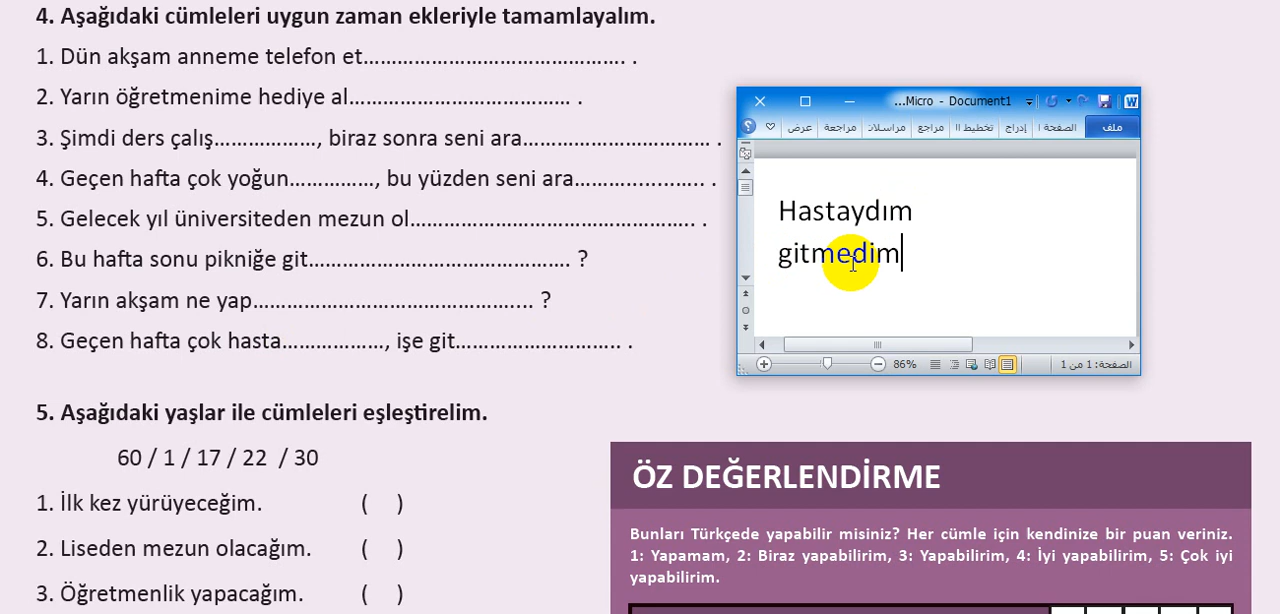 4. Aşağıdaki cümleleri uygun zaman ekleriyle tamamlayalım.
1. Dün akşam anneme telefon et………………………………………. .
2. Yarın öğretmenime hediye al………………………………… .
3. Şimdi ders çalış………………, biraz sonra seni ara…………………………… .
4. Geçen hafta çok yoğun……………, bu yüzden seni ara……….............. .
5. Gelecek yıl üniversiteden mezun ol………………………………………….. .
6. Bu hafta sonu pikniğe git………………………………………. ?
7. Yarın akşam ne yap………………………………………..... ?
8. Geçen hafta çok hasta………………, işe git……………………….. .
...Micro - Document1
ملف
الصفحة ا
إدراج
تخطيط اا
مراجع
مراسلات
مراجعة
عرض
Hastaydım
gitmedim
86%
الصفحة: 1 من 1
5. Aşağıdaki yaşlar ile cümleleri eşleştirelim.
60 / 1 / 17 / 22 / 30
1. İlk kez yürüyeceğim. ( )
2. Liseden mezun olacağım. ( )
3. Öğretmenlik yapacağım. ( )
ÖZ DEĞERLENDİRME
Bunları Türkçede yapabilir misiniz? Her cümle için kendinize bir puan veriniz.
1: Yapamam, 2: Biraz yapabilirim, 3: Yapabilirim, 4: İyi yapabilirim, 5: Çok iyi
yapabilirim.